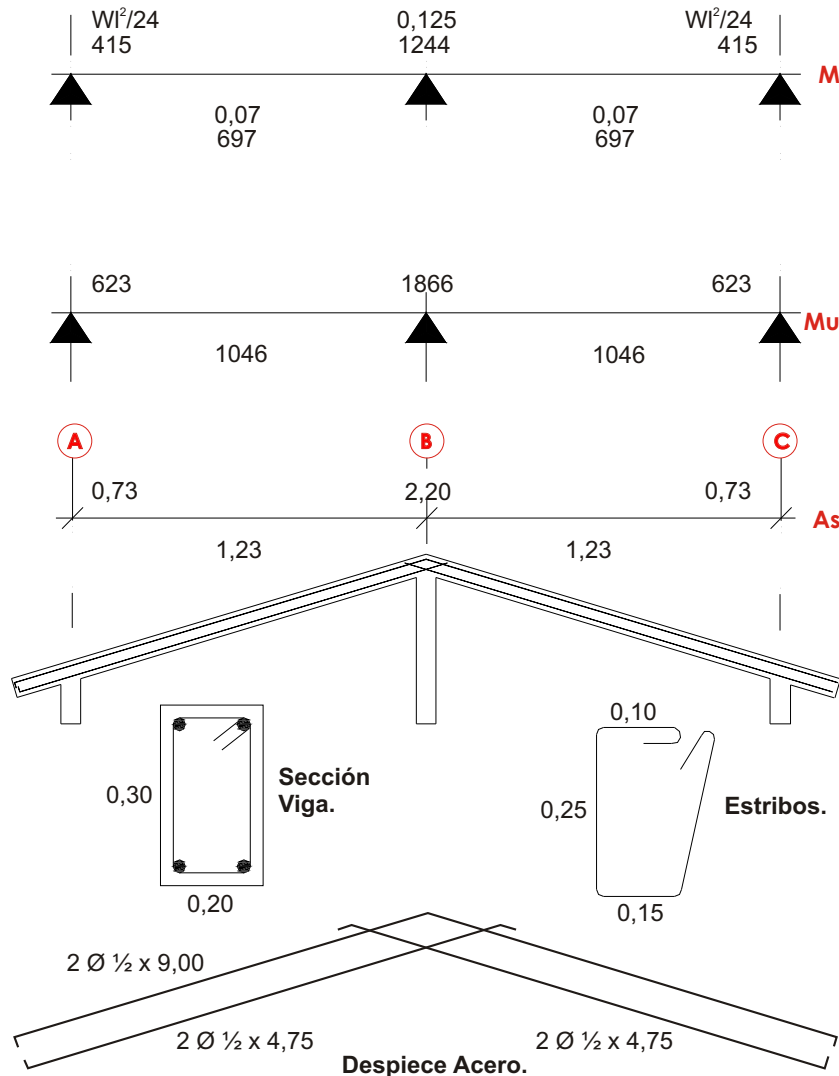 Wl²/24 0,125 Wl²/24
415 1244 415
M
0,07 0,07
697 697
623 1866 623
Mu
1046 1046
A B C
0,73 2,20 0,73
As
1,23 1,23
0,10
0,30 Sección 0,25 Estribos.
Viga.
0,20 0,15
2 Ø ½ x 9,00
2 Ø ½ x 4,75 2 Ø ½ x 4,75
Despiece Acero.